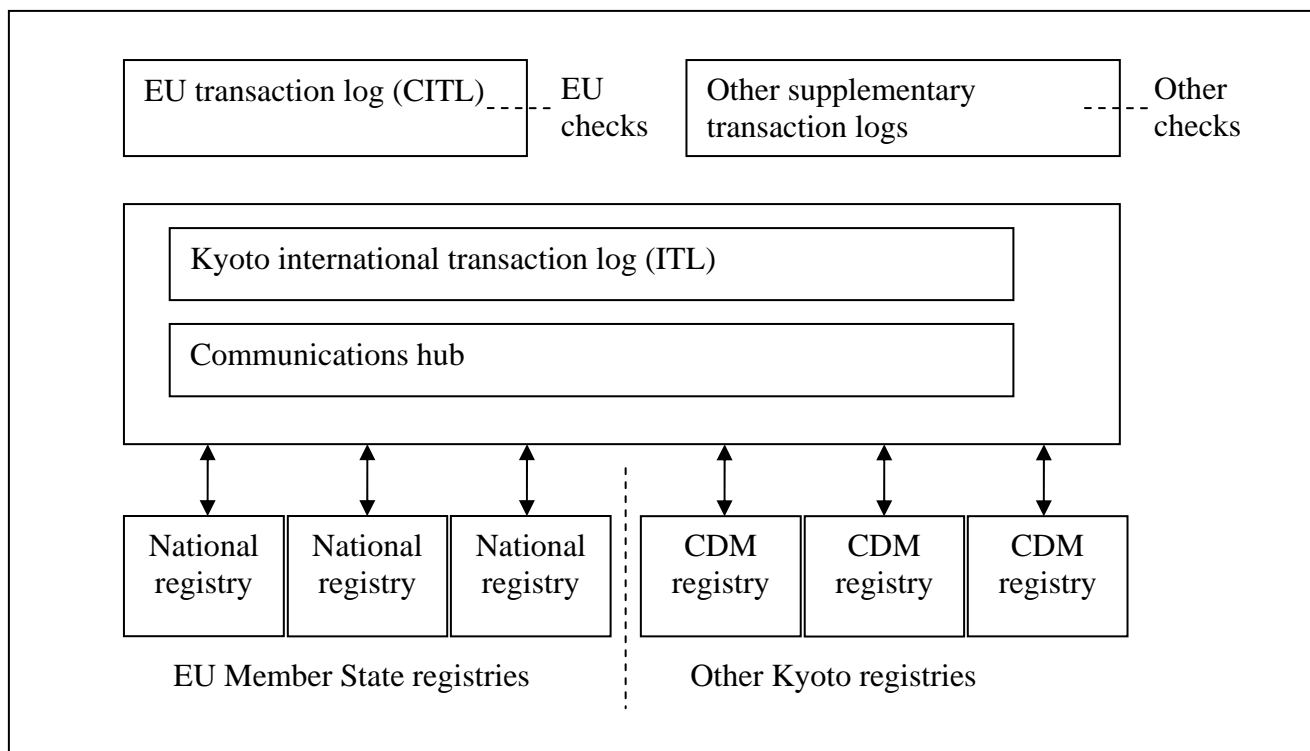 EU transaction log (CITL)
EU
checks
Other supplementary
transaction logs
Other
checks
Kyoto international transaction log (ITL)
Communications hub
National
registry
National
registry
National
registry
CDM
registry
CDM
registry
CDM
registry
EU Member State registries
Other Kyoto registries